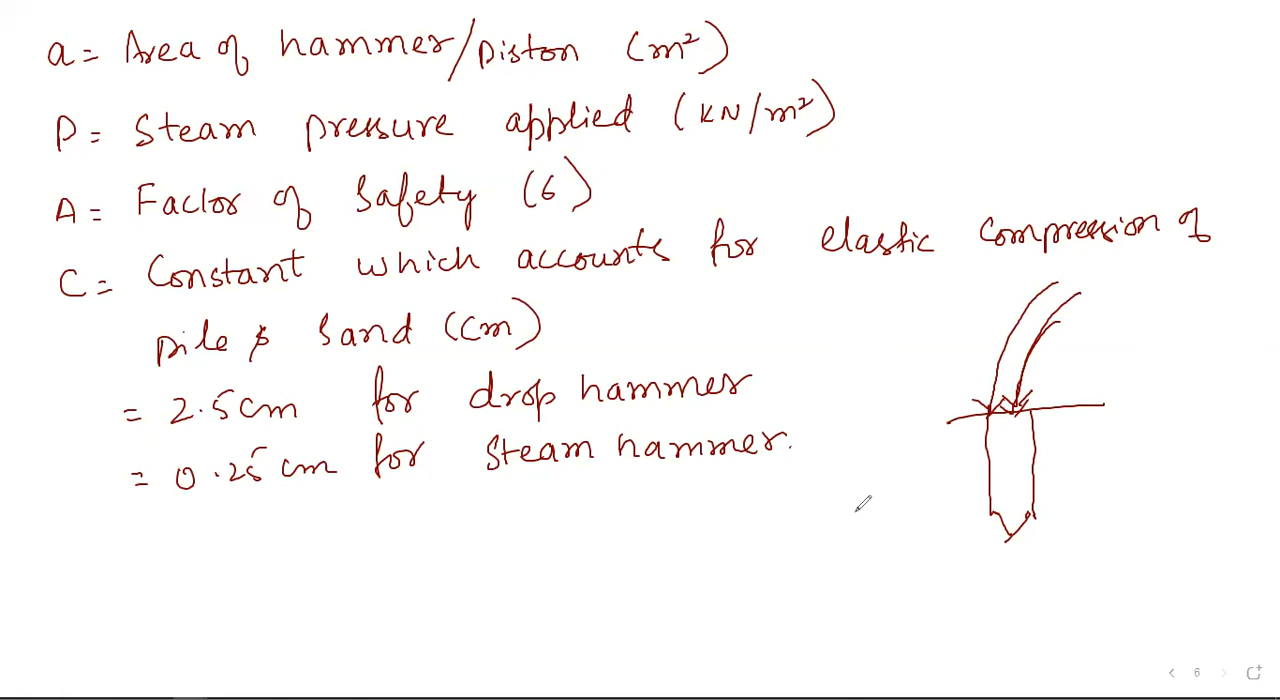 a = Area of hammer/piston (m²)
P = Steam pressure applied (kN/m²)
A = Factor of Safety (6)
C = Constant which accounts for elastic compression of
pile & Sand (cm)
= 2.5cm for drop hammer
= 0.25 cm for Steam hammer.
6